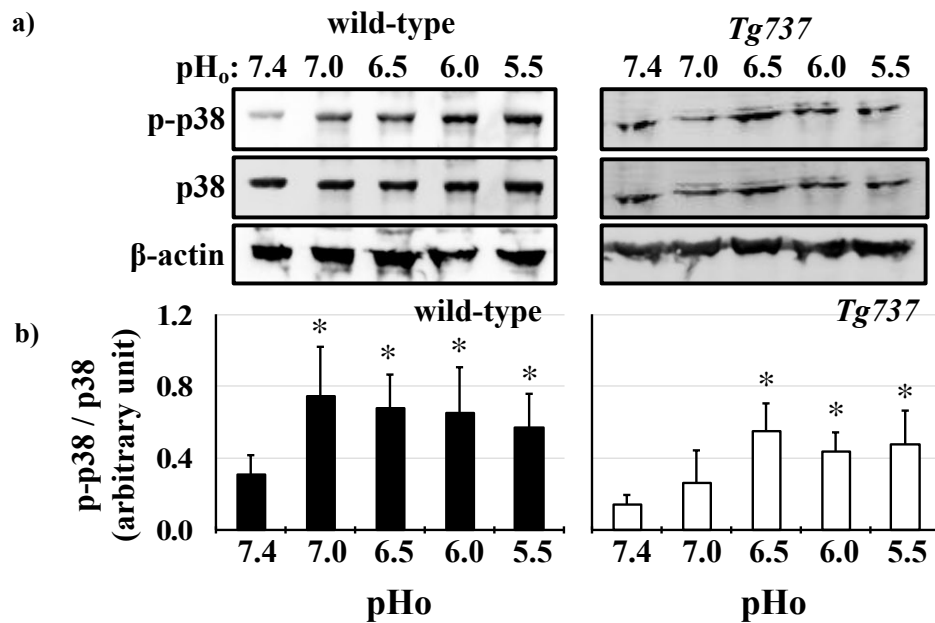 a)
wild-type Tg737
pHo: 7.4 7.0 6.5 6.0 5.5 7.4 7.0 6.5 6.0 5.5
p-p38
p38
β-actin
b)
wild-type Tg737
p-p38 / p38
(arbitrary unit)
1.2
0.8
0.4
0.0
* * * * * * *
7.4 7.0 6.5 6.0 5.5 7.4 7.0 6.5 6.0 5.5
pHo pHo